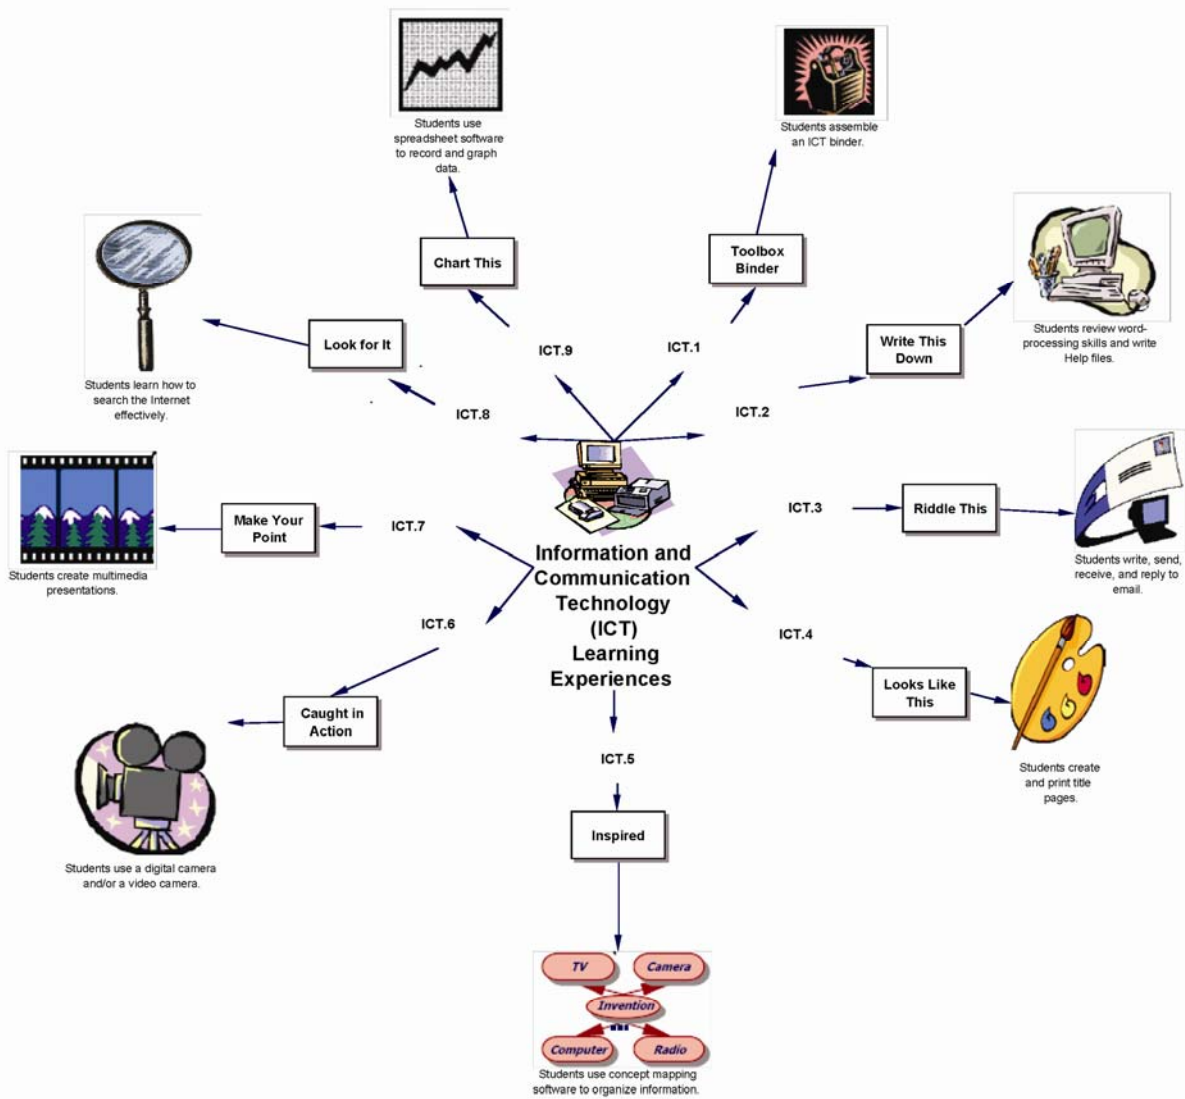 Information and
Communication
Technology
(ICT)
Learning
Experiences
ICT.1
Toolbox
Binder
Students assemble
an ICT binder.
ICT.2
Write This
Down
Students review word-
processing skills and write
Help files.
ICT.3
Riddle This
Students write, send,
receive, and reply to
email.
ICT.4
Looks Like
This
Students create
and print title
pages.
ICT.5
Inspired
TV
Camera
Invention
Computer
Radio
Students use concept mapping
software to organize information.
ICT.6
Caught in
Action
Students use a digital camera
and/or a video camera.
ICT.7
Make Your
Point
Students create multimedia
presentations.
ICT.8
Look for It
Students learn how to
search the Internet
effectively.
ICT.9
Chart This
Students use
spreadsheet software
to record and graph
data.